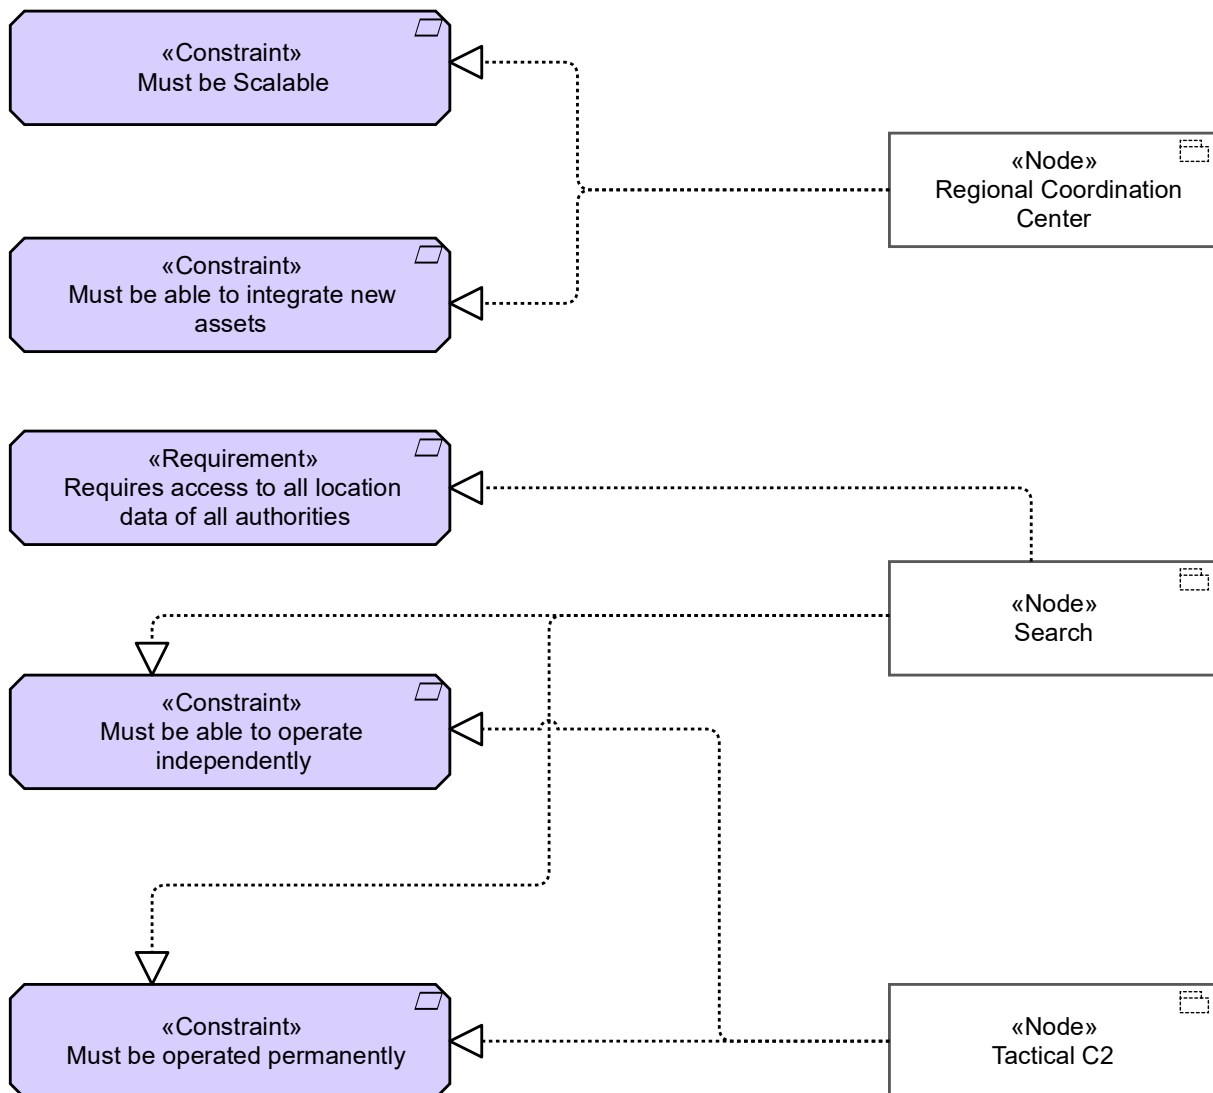 «Constraint»
Must be Scalable
«Node»
Regional Coordination
Center
«Constraint»
Must be able to integrate new
assets
«Requirement»
Requires access to all location
data of all authorities
«Node»
Search
«Constraint»
Must be able to operate
independently
«Constraint»
Must be operated permanently
«Node»
Tactical C2